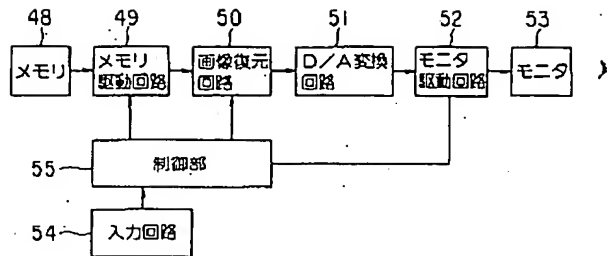 48
49
50
51
52
53
メモリ
メモリ
駆動回路
画像復元
回路
D/A変換
回路
モニタ
駆動回路
モニタ
55
制御部
54
入力回路